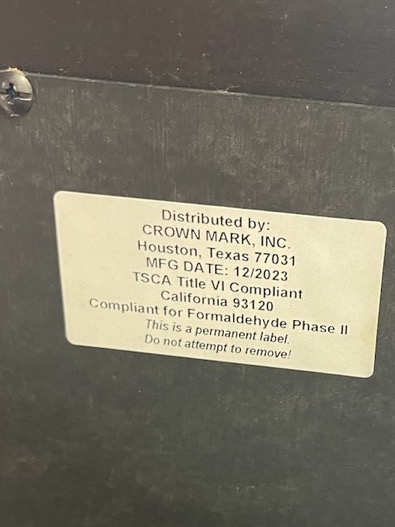 Distributed by:
CROWN MARK, INC.
Houston, Texas 77031
MFG DATE: 12/2023
TSCA Title VI Compliant
California 93120
Compliant for Formaldehyde Phase II
This is a permanent label.
Do not attempt to remove!